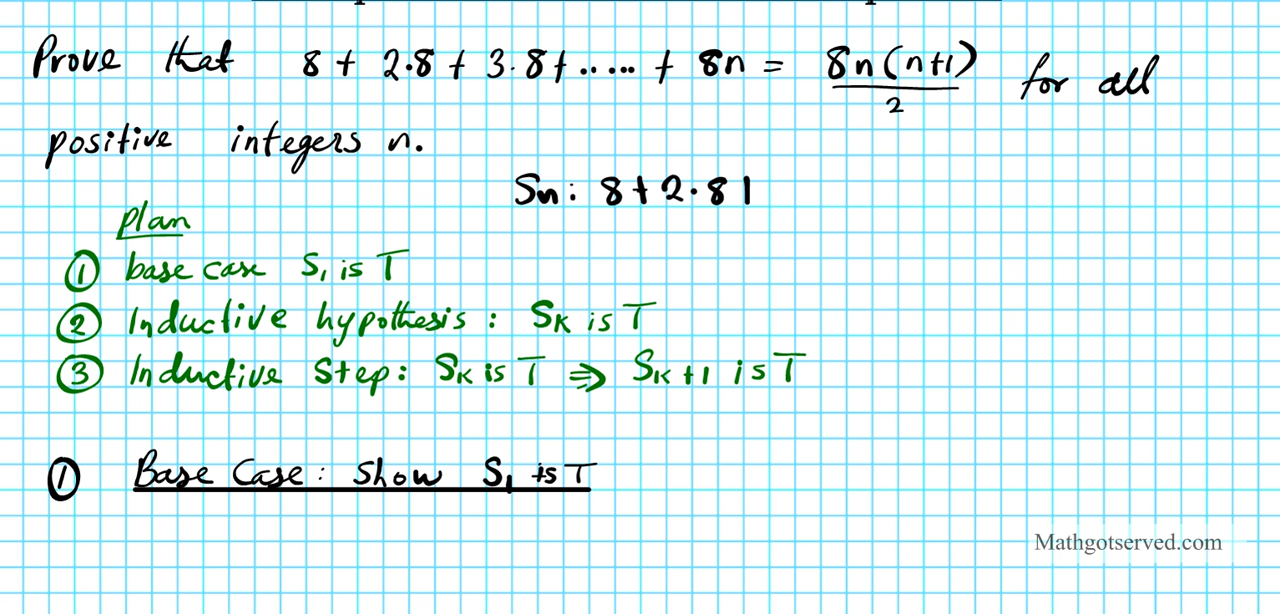 Prove that 8 + 2·8 + 3·8 + ..... + 8n = 8n(n+1)/2 for all
positive integers n.
Sn: 8 + 2·8 1
plan
① base case S₁ is T
② Inductive hypothesis: Sₖ is T
③ Inductive Step: Sₖ is T ⇒ Sₖ₊₁ is T
① Base Case: Show S₁ is T
Mathgotserved.com